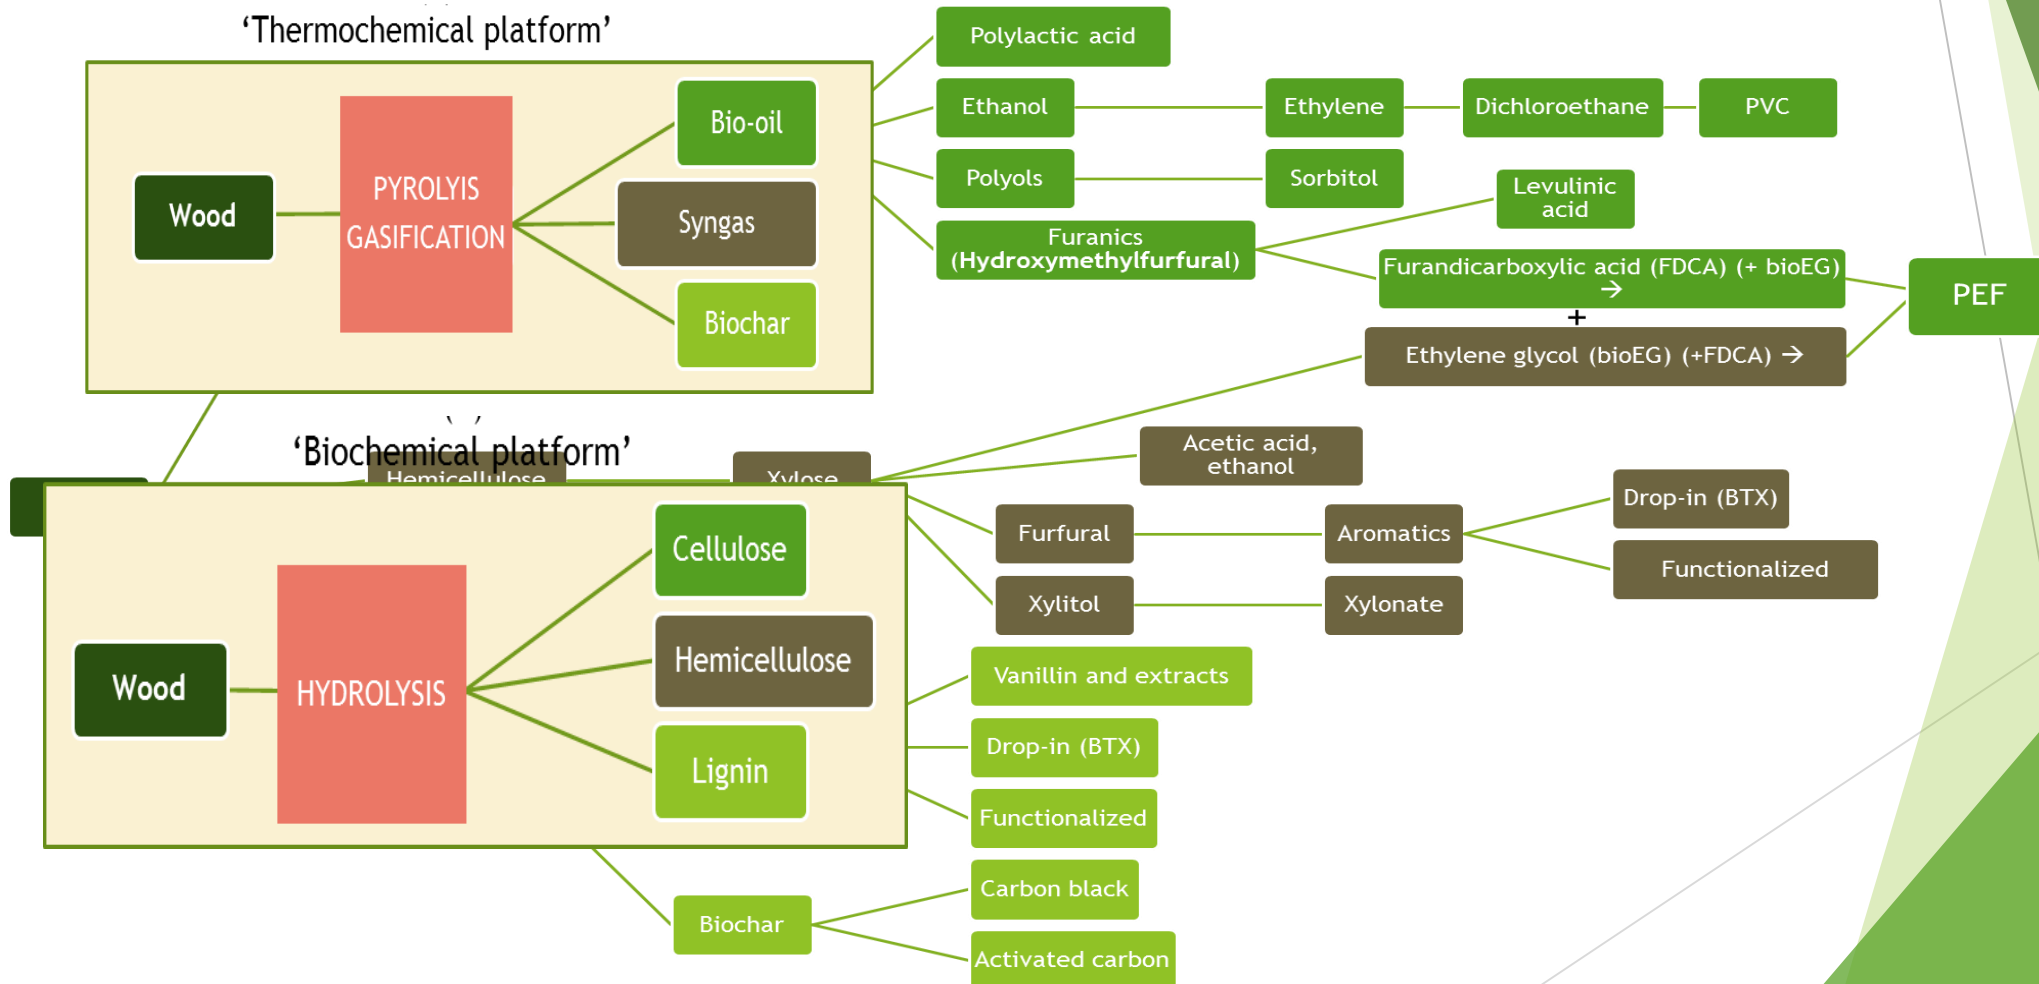 ‘Thermochemical platform’
Wood
PYROLYIS
GASIFICATION
Bio-oil
Syngas
Biochar
Polylactic acid
Ethanol
Ethylene
Dichloroethane
PVC
Polyols
Sorbitol
Furanics
(Hydroxymethylfurfural)
Levulinic
acid
Furandicarboxylic acid (FDCA) (+ bioEG)
→
+
Ethylene glycol (bioEG) (+FDCA) →
PEF
‘Biochemical platform’
Hemicellulose
Xylose
Acetic acid,
ethanol
Wood
HYDROLYSIS
Cellulose
Hemicellulose
Lignin
Furfural
Aromatics
Drop-in (BTX)
Functionalized
Xylitol
Xylonate
Vanillin and extracts
Drop-in (BTX)
Functionalized
Biochar
Carbon black
Activated carbon